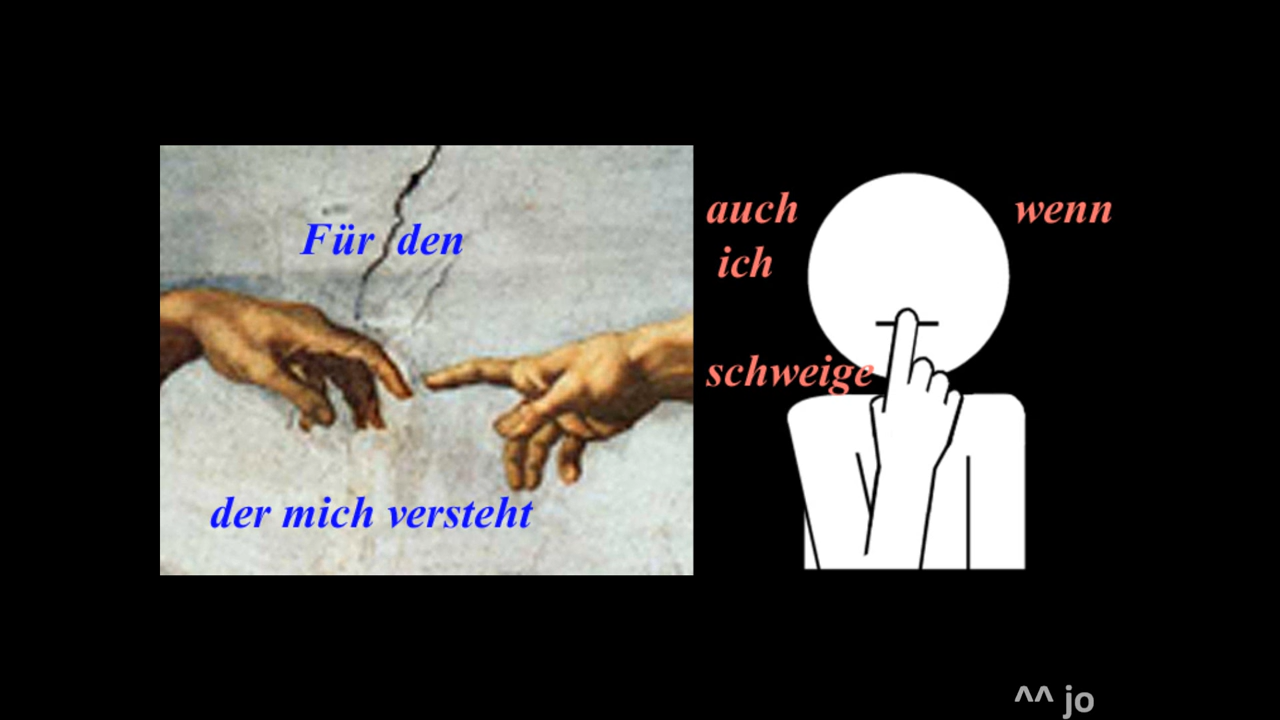 Für den
der mich versteht
auch wenn
ich
schweige
^^ jo